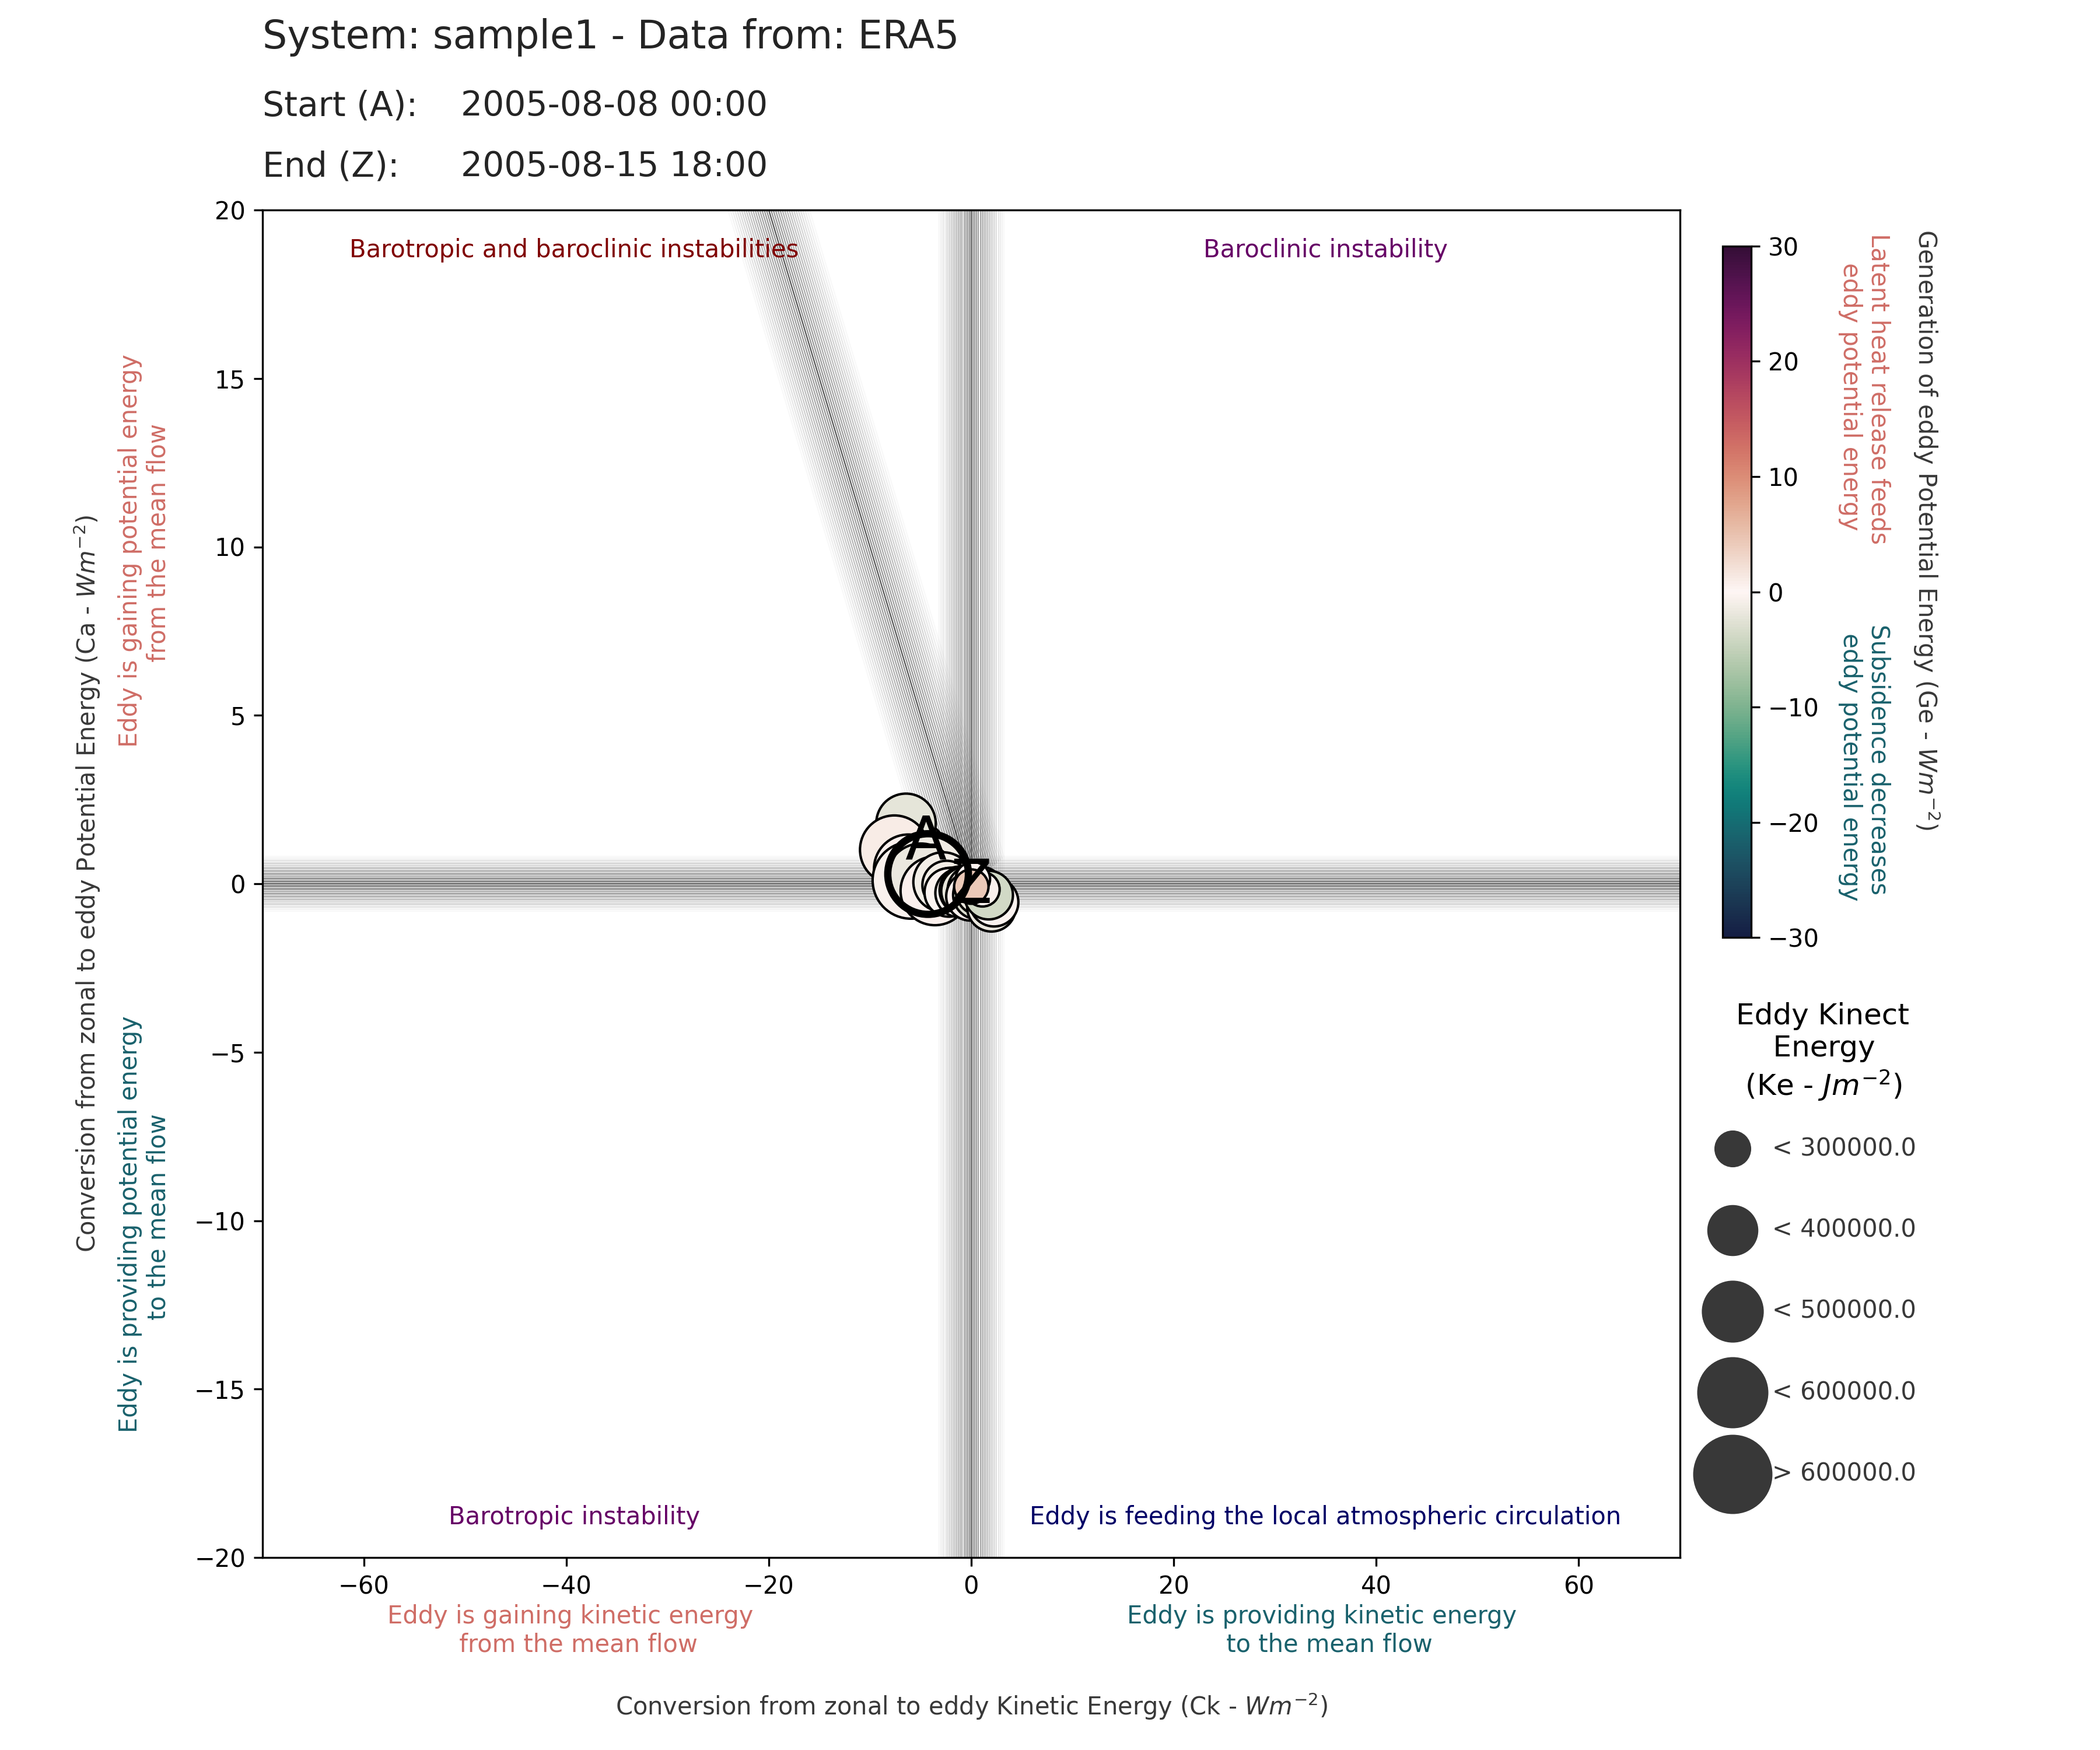 System: sample1 - Data from: ERA5
Start (A): 2005-08-08 00:00
End (Z): 2005-08-15 18:00
Barotropic and baroclinic instabilities
Baroclinic instability
20
15
10
5
0
−5
−10
−15
−20
Conversion from zonal to eddy Potential Energy (Ca - Wm⁻²)
Eddy is gaining potential energy
from the mean flow
Eddy is providing potential energy
to the mean flow
A
Z
Barotropic instability
Eddy is feeding the local atmospheric circulation
−60
−40
−20
0
20
40
60
Eddy is gaining kinetic energy
from the mean flow
Eddy is providing kinetic energy
to the mean flow
Conversion from zonal to eddy Kinetic Energy (Ck - Wm⁻²)
30
20
10
0
−10
−20
−30
Latent heat release feeds
eddy potential energy
Subsidence decreases
eddy potential energy
Generation of eddy Potential Energy (Ge - Wm⁻²)
Eddy Kinect
Energy
(Ke - Jm⁻²)
< 300000.0
< 400000.0
< 500000.0
< 600000.0
> 600000.0